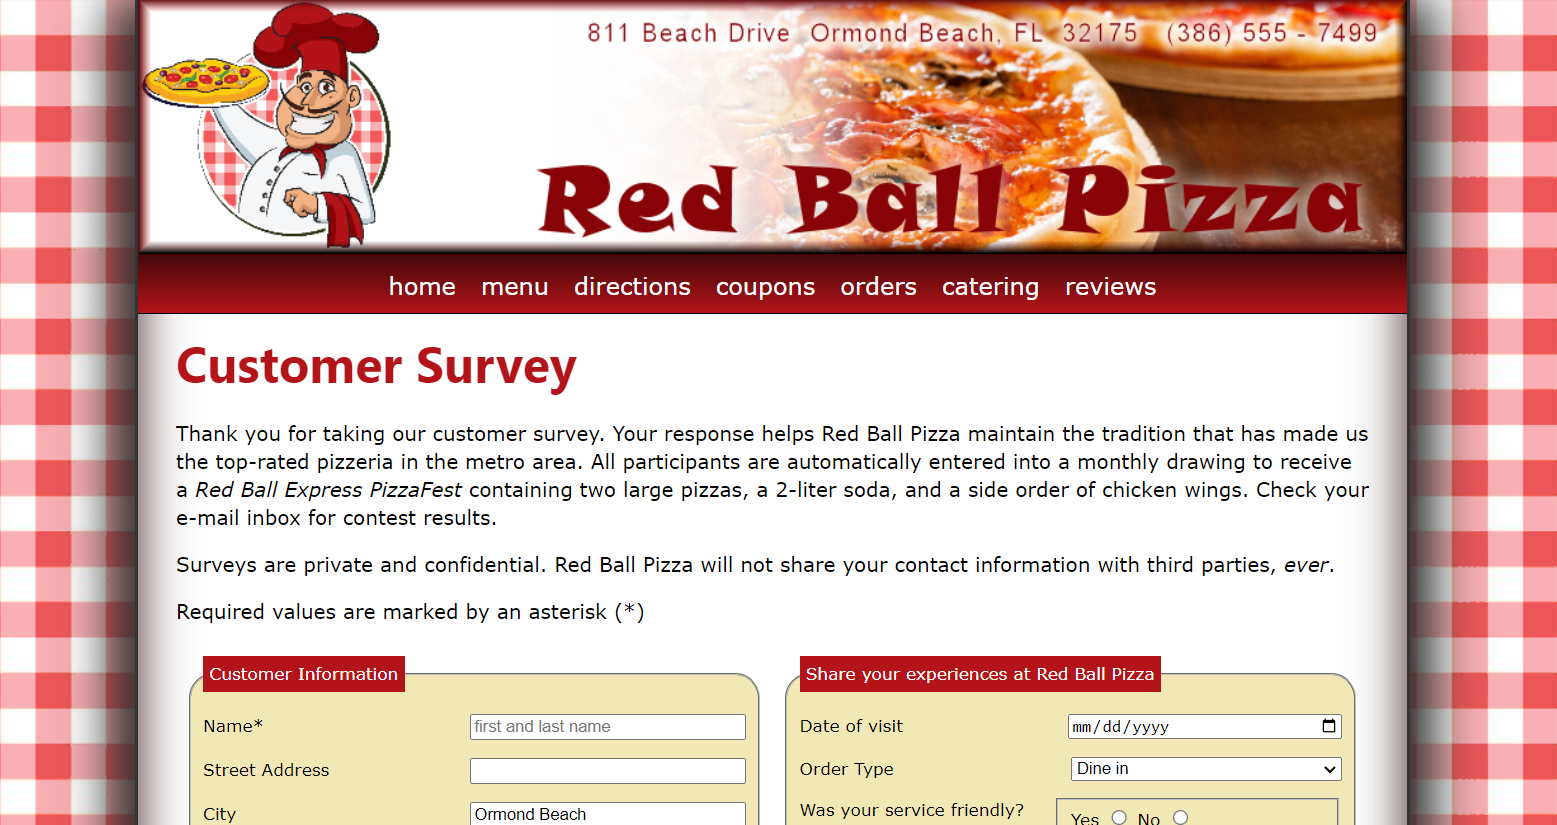 811 Beach Drive Ormond Beach, FL 32175 (386) 555 - 7499
Red Ball Pizza
home menu directions coupons orders catering reviews
Customer Survey
Thank you for taking our customer survey. Your response helps Red Ball Pizza maintain the tradition that has made us
the top-rated pizzeria in the metro area. All participants are automatically entered into a monthly drawing to receive
a Red Ball Express PizzaFest containing two large pizzas, a 2-liter soda, and a side order of chicken wings. Check your
e-mail inbox for contest results.
Surveys are private and confidential. Red Ball Pizza will not share your contact information with third parties, ever.
Required values are marked by an asterisk (*)
Customer Information
Name* first and last name
Street Address
City Ormond Beach
Share your experiences at Red Ball Pizza
Date of visit mm/dd/yyyy
Order Type Dine in
Was your service friendly? Yes No